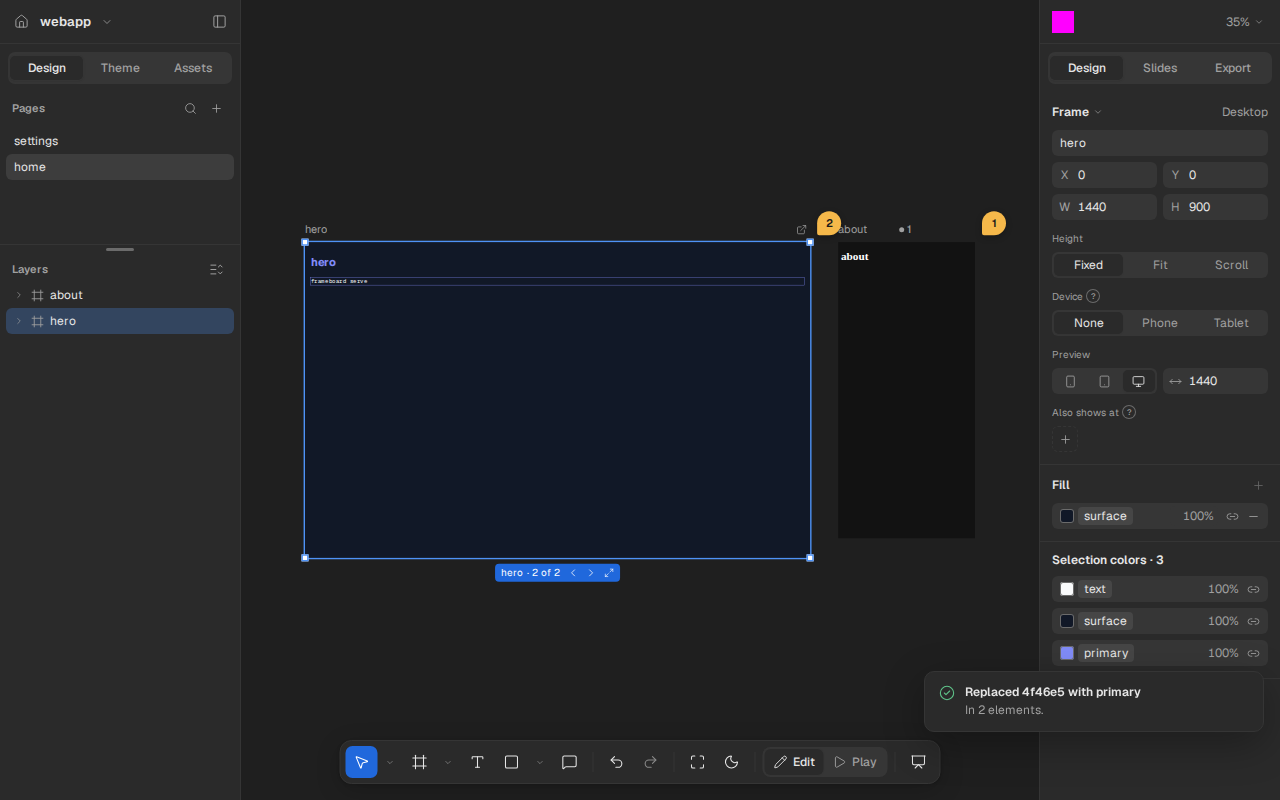 webapp
35%
Design Theme Assets
Design Slides Export
Pages
Frame
Desktop
settings
hero
home
X 0 Y 0
W 1440 H 900
hero
2
about
1
1
Height
hero
about
Fixed Fit Scroll
Layers
frameboard serve
about
Device ?
hero
None Phone Tablet
Preview
1440
Also shows at ?
Fill
surface 100%
Selection colors · 3
hero · 2 of 2
text 100%
surface 100%
primary 100%
Replaced 4f46e5 with primary
In 2 elements.
Edit Play